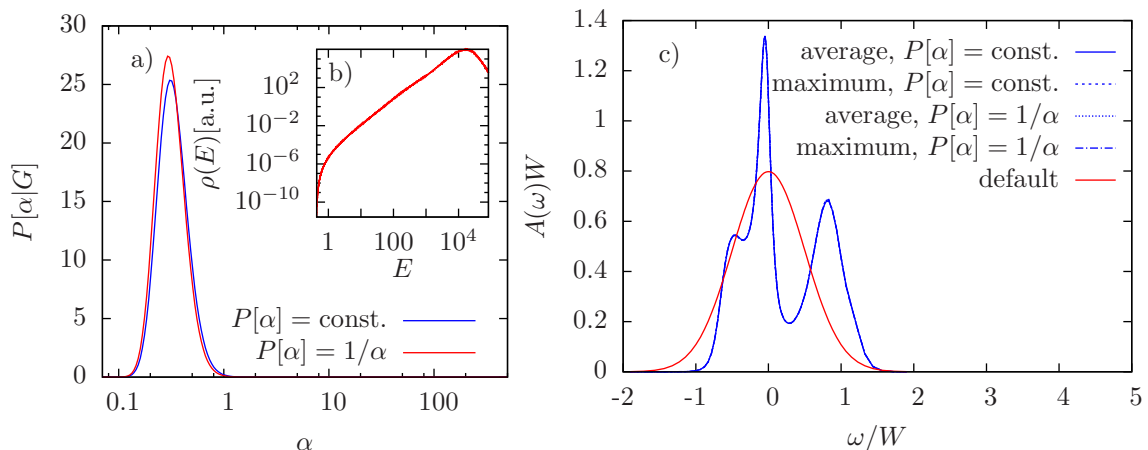 a)
30
25
20
15
10
5
0
P[α|G]
0.1
1
10
100
α
P[α] = const.
P[α] = 1/α
b)
10^2
10^−2
10^−6
10^−10
ρ(E)[a.u.]
1
100
10^4
E
c)
1.4
1.2
1
0.8
0.6
0.4
0.2
0
A(ω)W
-2
-1
0
1
2
3
4
5
ω/W
average, P[α] = const.
maximum, P[α] = const.
average, P[α] = 1/α
maximum, P[α] = 1/α
default